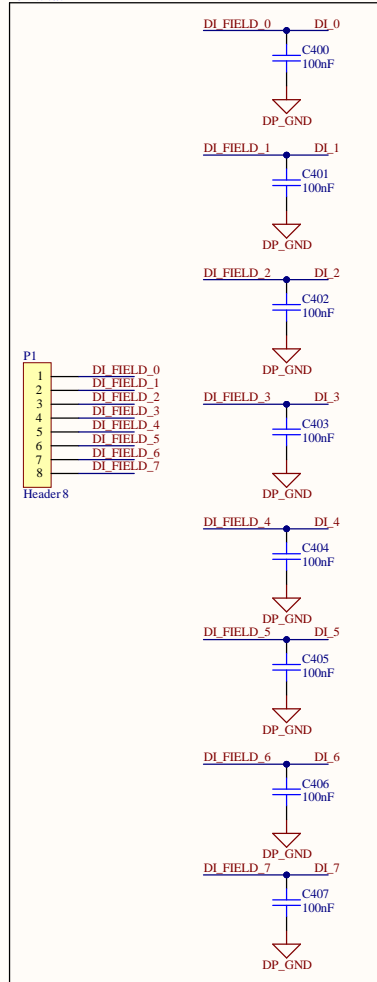 DI_FIELD_0 DI_0
C400
100nF
DP_GND
DI_FIELD_1 DI_1
C401
100nF
DP_GND
DI_FIELD_2 DI_2
C402
100nF
DP_GND
P1
1 DI_FIELD_0
2 DI_FIELD_1
3 DI_FIELD_2
4 DI_FIELD_3
5 DI_FIELD_4
6 DI_FIELD_5
7 DI_FIELD_6
8 DI_FIELD_7
Header 8
DI_FIELD_3 DI_3
C403
100nF
DP_GND
DI_FIELD_4 DI_4
C404
100nF
DP_GND
DI_FIELD_5 DI_5
C405
100nF
DP_GND
DI_FIELD_6 DI_6
C406
100nF
DP_GND
DI_FIELD_7 DI_7
C407
100nF
DP_GND